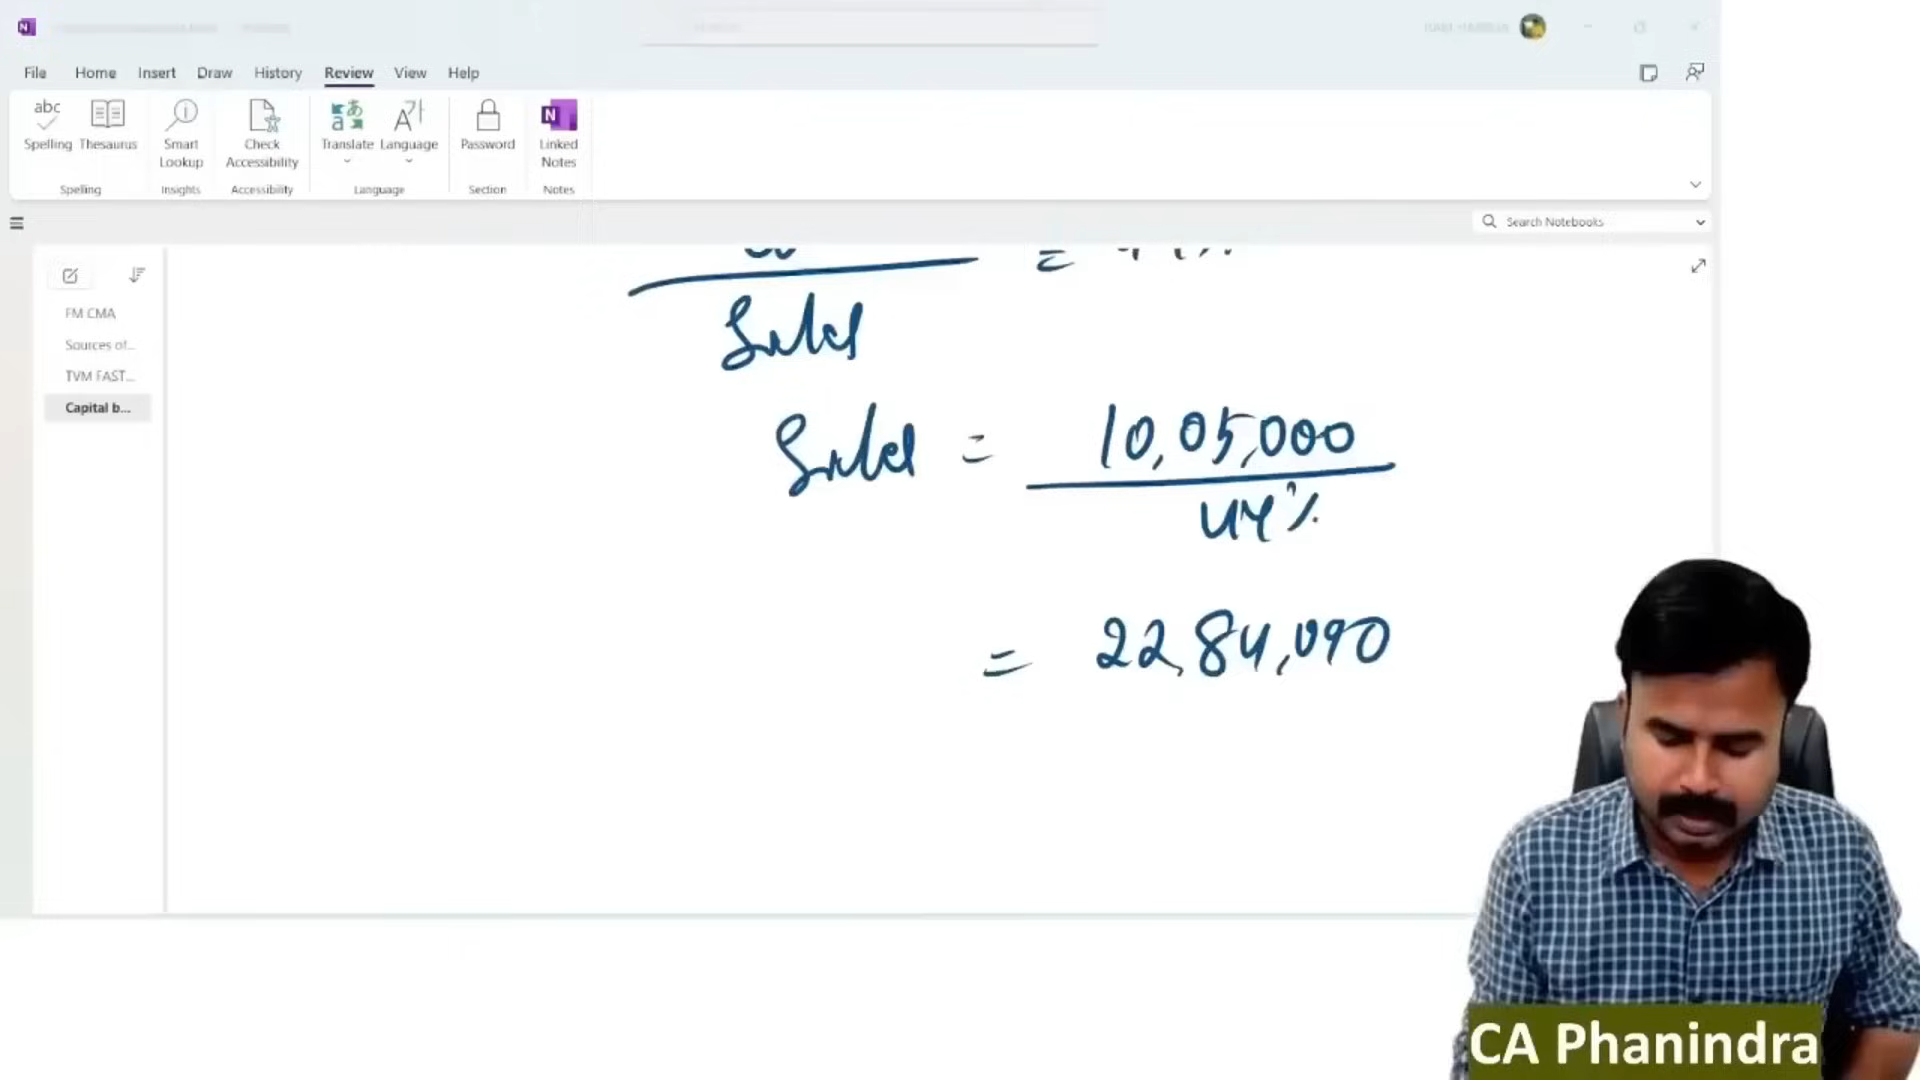 File Home Insert Draw History Review View Help
abc
Spelling Thesaurus Smart Lookup Check Accessibility Translate Language Password Linked Notes
Spelling Insights Accessibility Language Section Notes
Search Notebooks
FM CMA
Sources of...
TVM FAST...
Capital b...
Sales
Sales = 10,05,000
44%
= 22,84,090
CA Phanindra